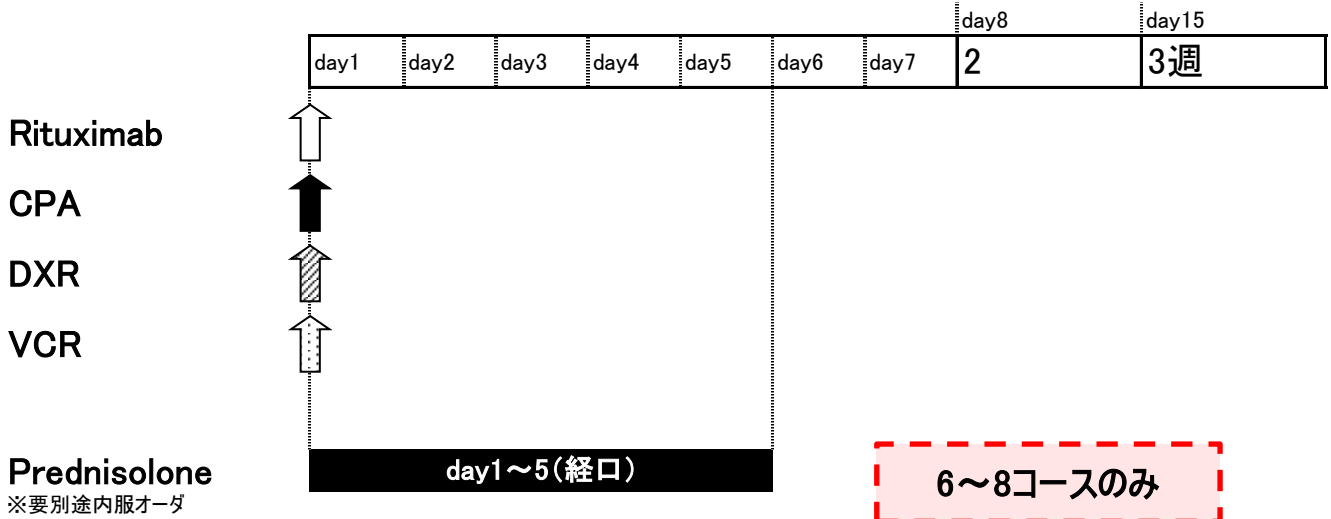 day8 day15
day1 day2 day3 day4 day5 day6 day7 2 3週
Rituximab
CPA
DXR
VCR
Prednisolone day1～5(経口) 6～8コースのみ
※要別途内服オーダ